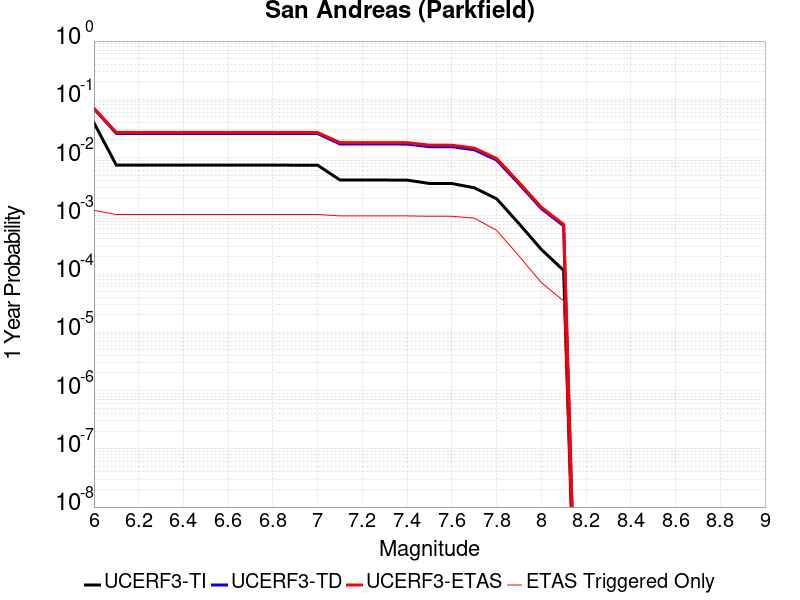 San Andreas (Parkfield)
10^0
10^-1
10^-2
10^-3
10^-4
10^-5
10^-6
10^-7
10^-8
1 Year Probability
6 6.2 6.4 6.6 6.8 7 7.2 7.4 7.6 7.8 8 8.2 8.4 8.6 8.8 9
Magnitude
UCERF3-TI UCERF3-TD UCERF3-ETAS ETAS Triggered Only